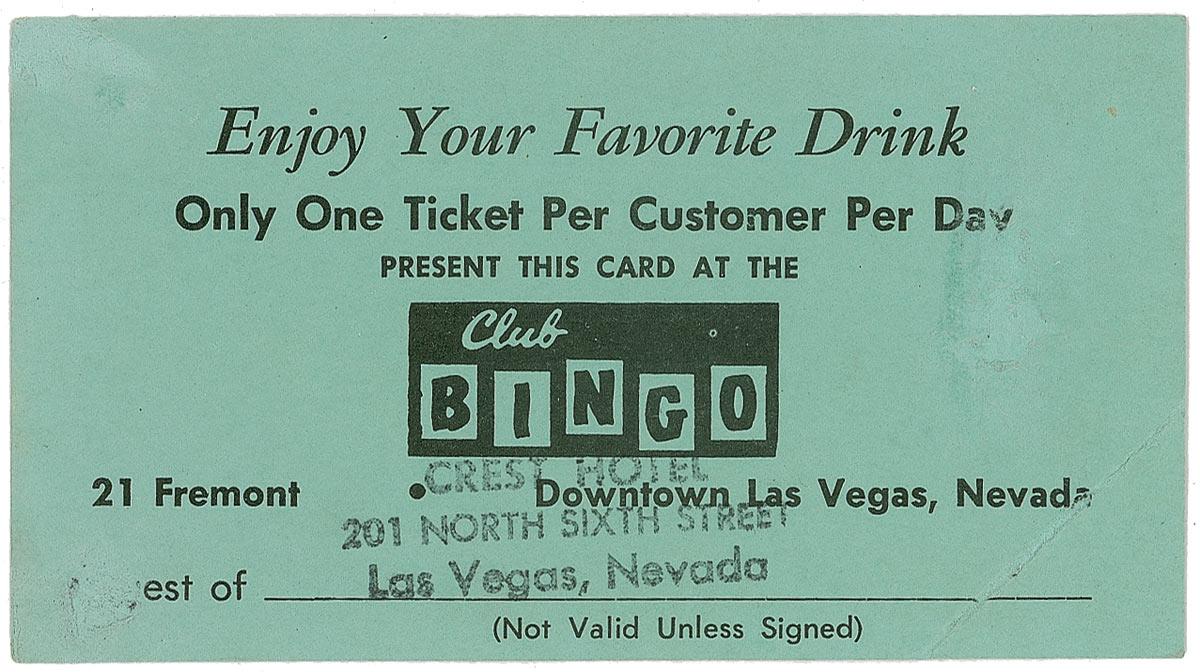 Enjoy Your Favorite Drink
Only One Ticket Per Customer Per Day
PRESENT THIS CARD AT THE
Club
BINGO
CREST HOTEL
21 Fremont • Downtown Las Vegas, Nevada
201 NORTH SIXTH STREET
Las Vegas, Nevada
est of
(Not Valid Unless Signed)